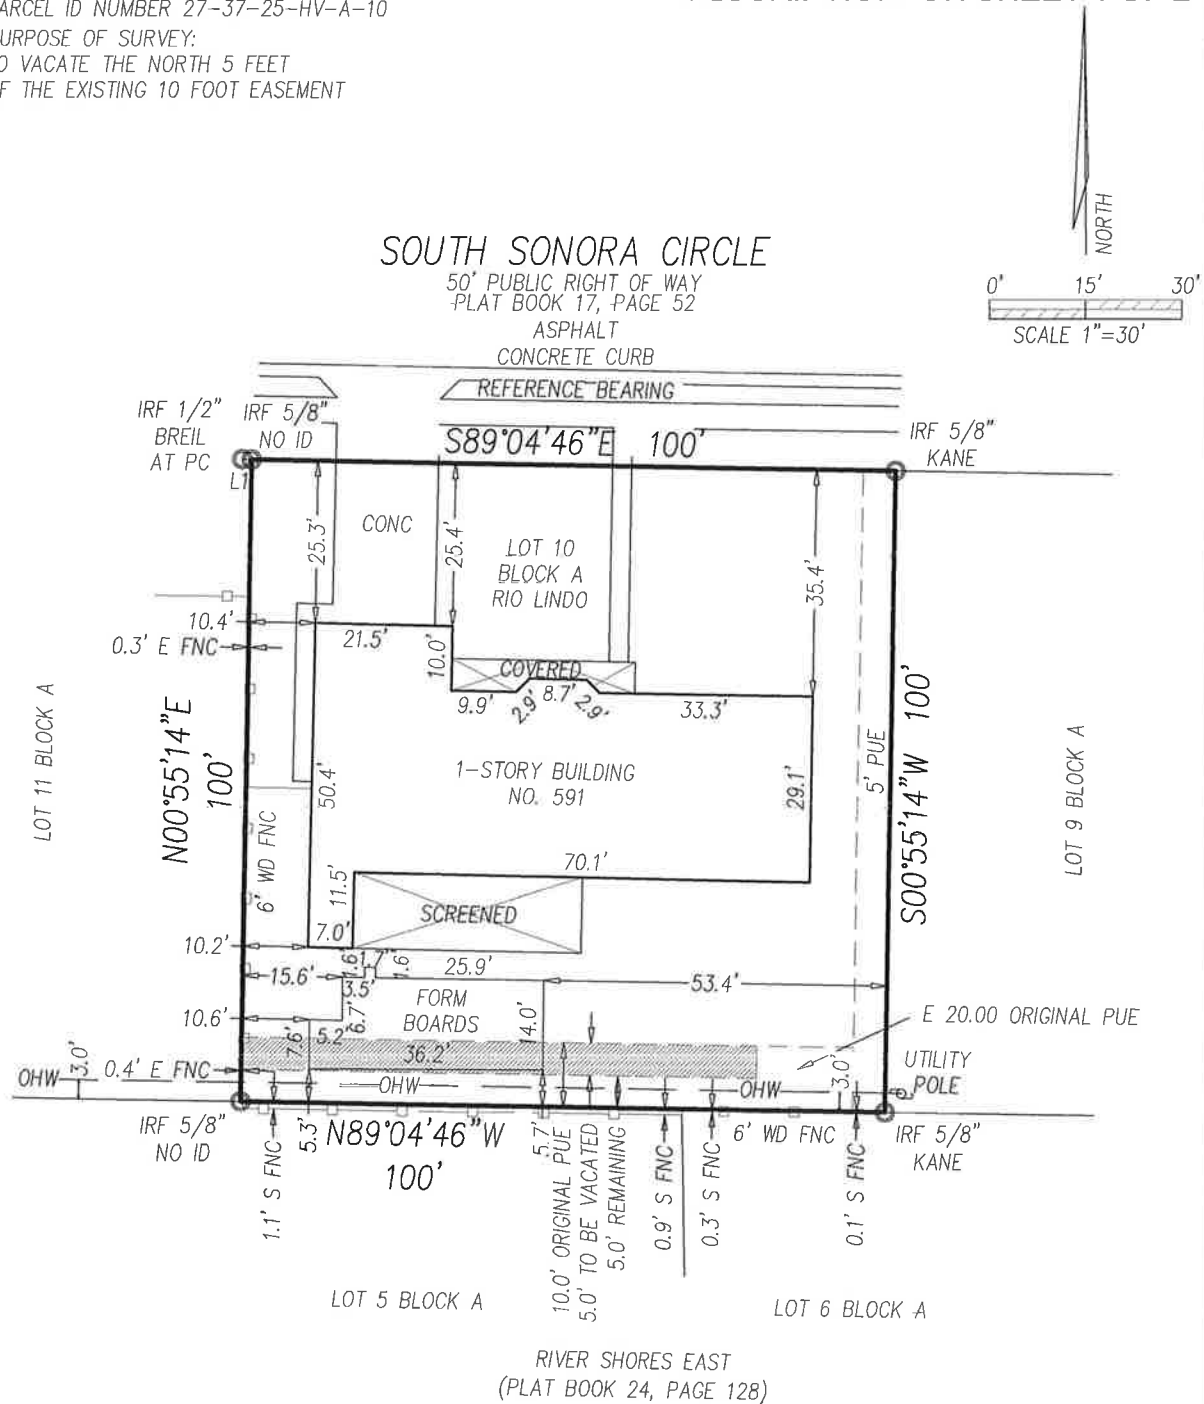 ARCEL ID NUMBER 27-37-25-HV-A-10
URPOSE OF SURVEY:
O VACATE THE NORTH 5 FEET
F THE EXISTING 10 FOOT EASEMENT
NORTH
0' 15' 30'
SCALE 1"=30'
SOUTH SONORA CIRCLE
50' PUBLIC RIGHT OF WAY
PLAT BOOK 17, PAGE 52
ASPHALT
CONCRETE CURB
REFERENCE BEARING
IRF 1/2"
BREIL
AT PC
IRF 5/8"
NO ID
S89°04'46"E 100'
IRF 5/8"
KANE
L1
25.3'
CONC
25.4'
LOT 10
BLOCK A
RIO LINDO
35.4'
10.4'
0.3' E FNC
21.5'
10.0'
COVERED
9.9'
2.9'
8.7'
2.9'
33.3'
LOT 11 BLOCK A
N00°55'14"E
100'
50.4'
1-STORY BUILDING
NO. 591
29.1'
5' PUE
S00°55'14"W 100'
LOT 9 BLOCK A
6' WD FNC
70.1'
11.5'
SCREENED
7.0'
10.2'
1.6'
1.7'
1.6'
25.9'
15.6'
3.5'
53.4'
FORM
BOARDS
10.6'
7.6'
5.2'
6.7'
14.0'
E 20.00 ORIGINAL PUE
36.2'
UTILITY
POLE
OHW
3.0'
0.4' E FNC
OHW
OHW
3.0'
IRF 5/8"
NO ID
1.1' S FNC
5.3'
N89°04'46"W
100'
5.7'
10.0' ORIGINAL PUE
5.0' TO BE VACATED
5.0' REMAINING
0.9' S FNC
0.3' S FNC
6' WD FNC
0.1' S FNC
IRF 5/8"
KANE
LOT 5 BLOCK A
LOT 6 BLOCK A
RIVER SHORES EAST
(PLAT BOOK 24, PAGE 128)